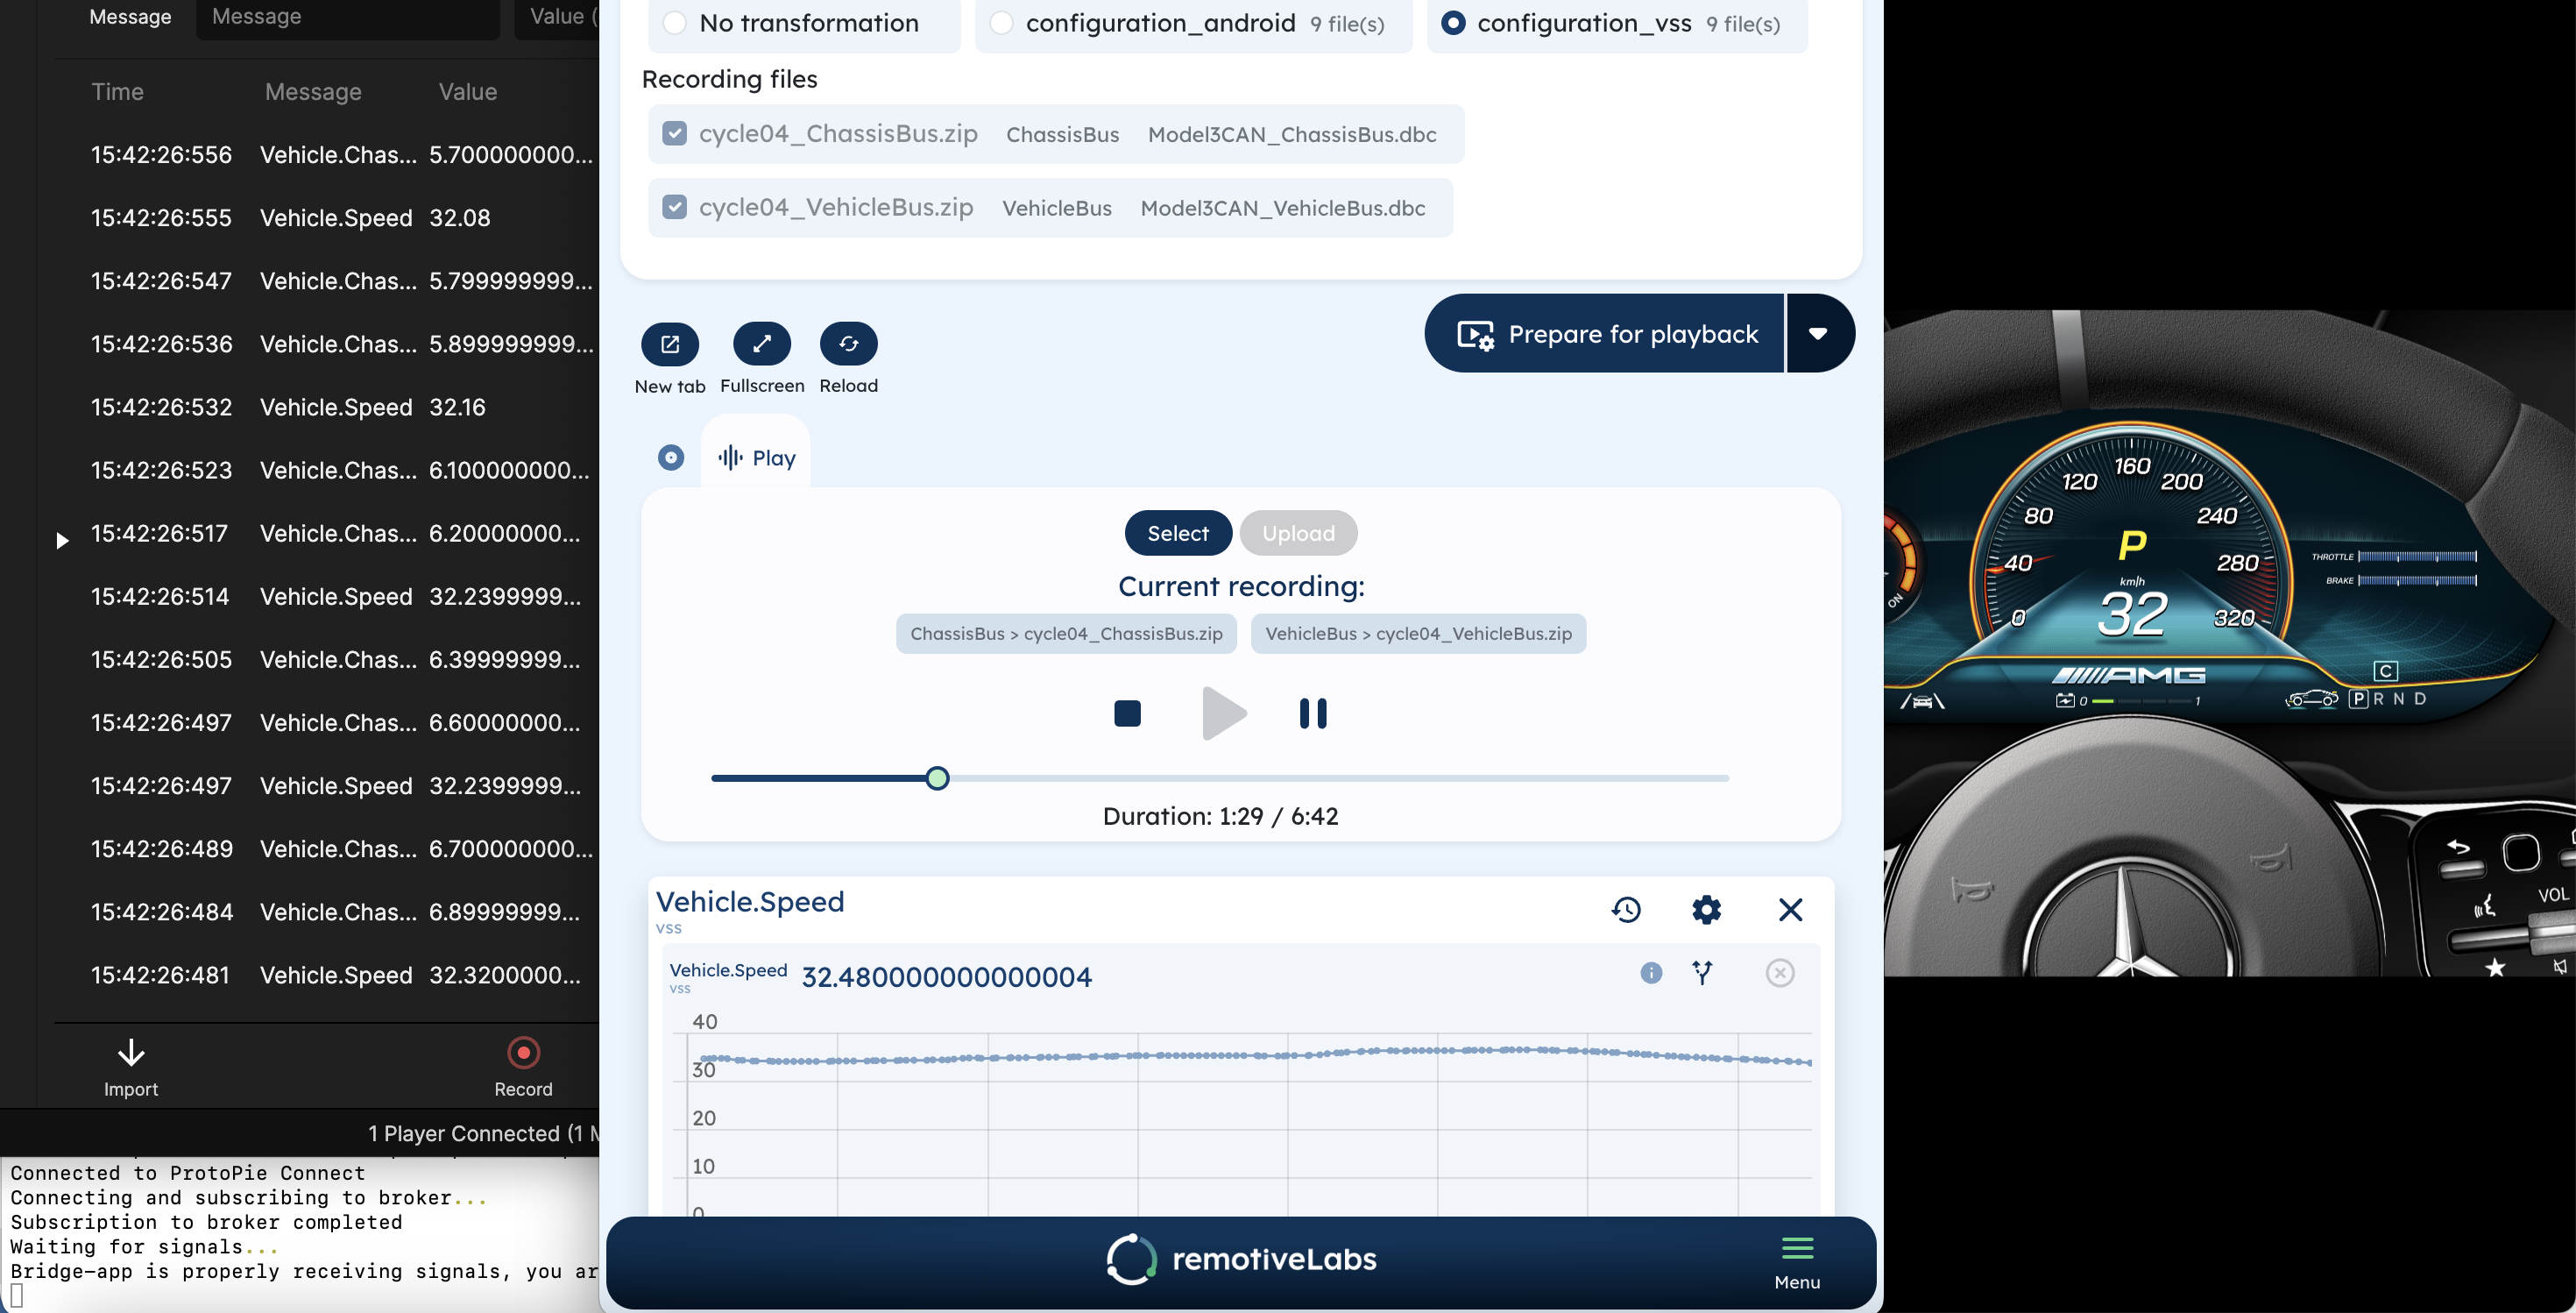 Message
Message
Value (
Time Message Value
15:42:26:556 Vehicle.Chas... 5.700000000...
15:42:26:555 Vehicle.Speed 32.08
15:42:26:547 Vehicle.Chas... 5.799999999...
15:42:26:536 Vehicle.Chas... 5.899999999...
15:42:26:532 Vehicle.Speed 32.16
15:42:26:523 Vehicle.Chas... 6.100000000...
15:42:26:517 Vehicle.Chas... 6.20000000...
15:42:26:514 Vehicle.Speed 32.2399999...
15:42:26:505 Vehicle.Chas... 6.39999999...
15:42:26:497 Vehicle.Chas... 6.60000000...
15:42:26:497 Vehicle.Speed 32.2399999...
15:42:26:489 Vehicle.Chas... 6.700000000...
15:42:26:484 Vehicle.Chas... 6.89999999...
15:42:26:481 Vehicle.Speed 32.3200000...
Import
Record
1 Player Connected (1
Connected to ProtoPie Connect
Connecting and subscribing to broker...
Subscription to broker completed
Waiting for signals...
Bridge-app is properly receiving signals, you ar
No transformation
configuration_android 9 file(s)
configuration_vss 9 file(s)
Recording files
cycle04_ChassisBus.zip ChassisBus Model3CAN_ChassisBus.dbc
cycle04_VehicleBus.zip VehicleBus Model3CAN_VehicleBus.dbc
New tab
Fullscreen
Reload
Prepare for playback
Play
Select
Upload
Current recording:
ChassisBus > cycle04_ChassisBus.zip
VehicleBus > cycle04_VehicleBus.zip
Duration: 1:29 / 6:42
Vehicle.Speed
vss
Vehicle.Speed 32.480000000000004
vss
40
30
20
10
0
remotiveLabs
Menu
160
120 200
80 240
40 280
0 320
P
km/h
32
THROTTLE
BRAKE
ON
AMG
C
0 1
P R N D
VOL